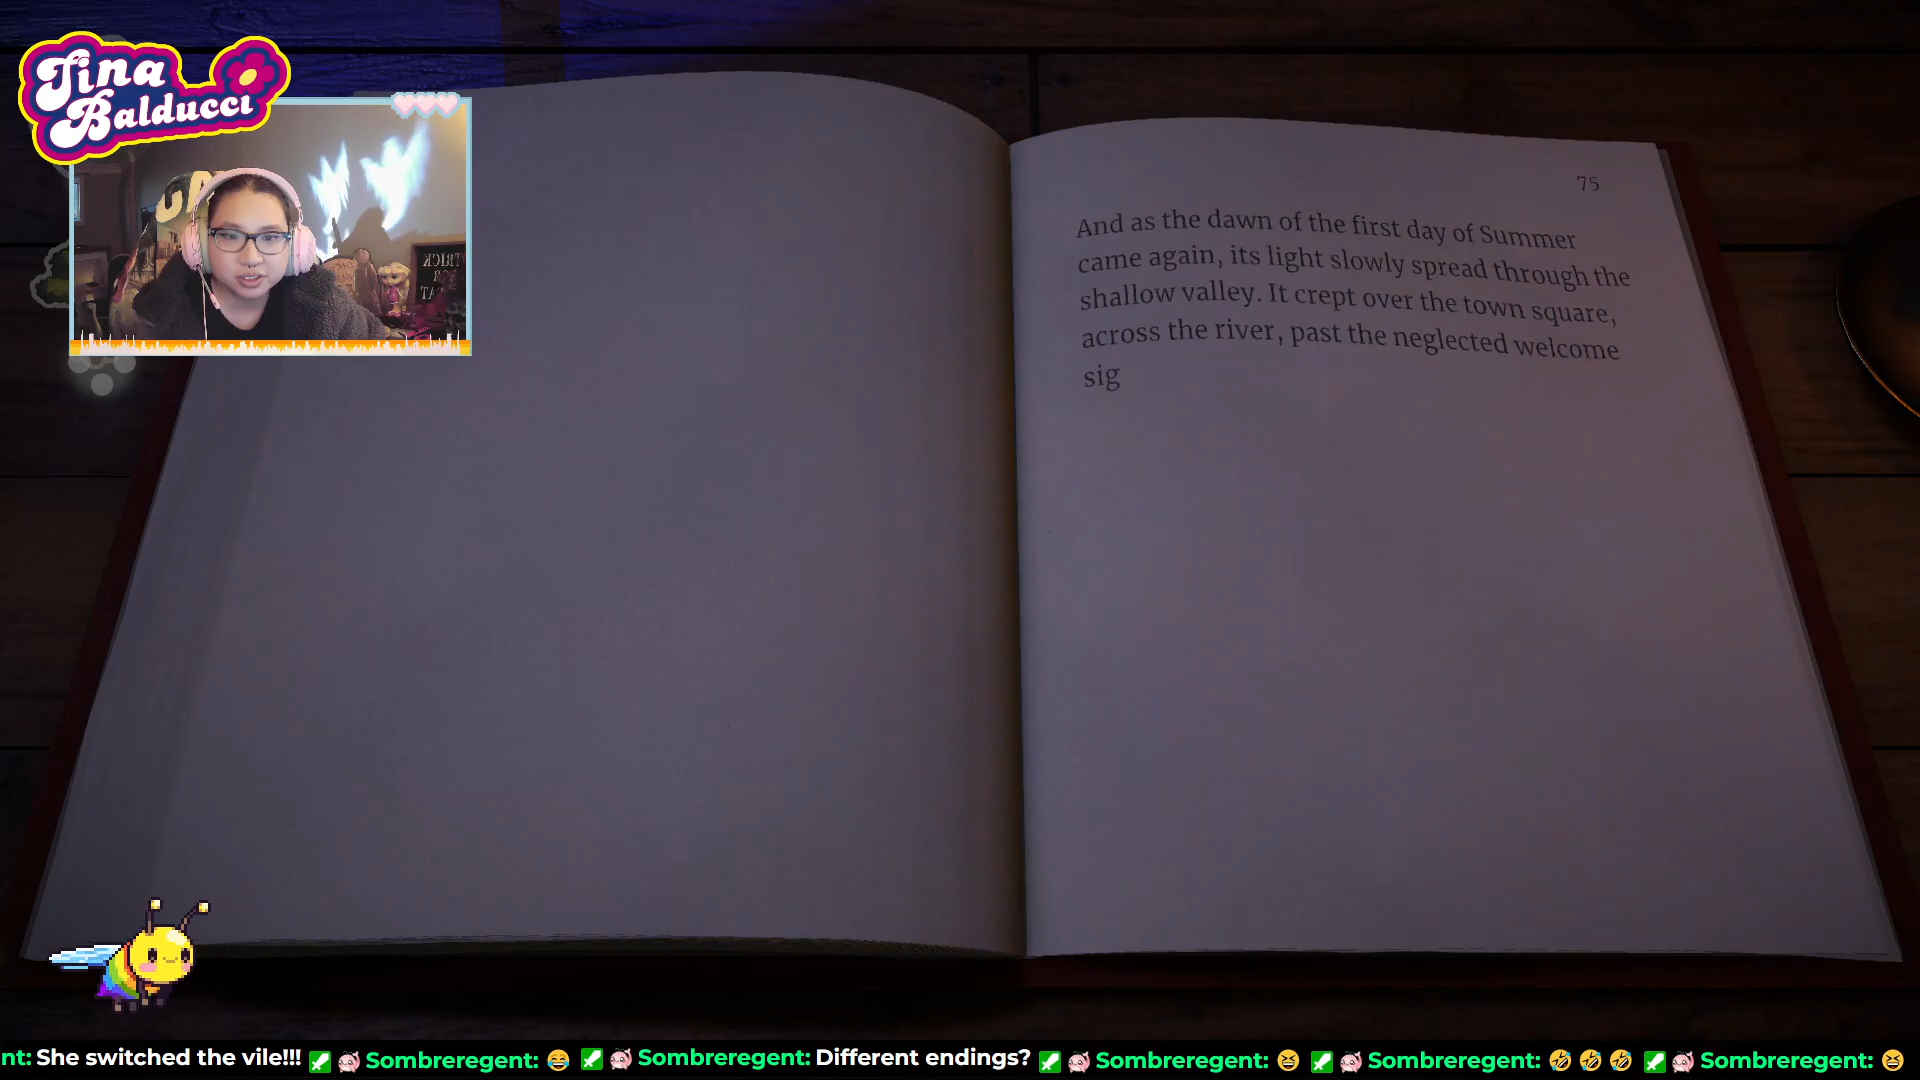 Tina
Balducci
TRICK
OR
75
And as the dawn of the first day of Summer
came again, its light slowly spread through the
shallow valley. It crept over the town square,
across the river, past the neglected welcome
sig
nt: She switched the vile!!! Sombreregent: 😂 Sombreregent: Different endings? Sombreregent: 😆 Sombreregent: 🤣 🤣 🤣 Sombreregent: 😆